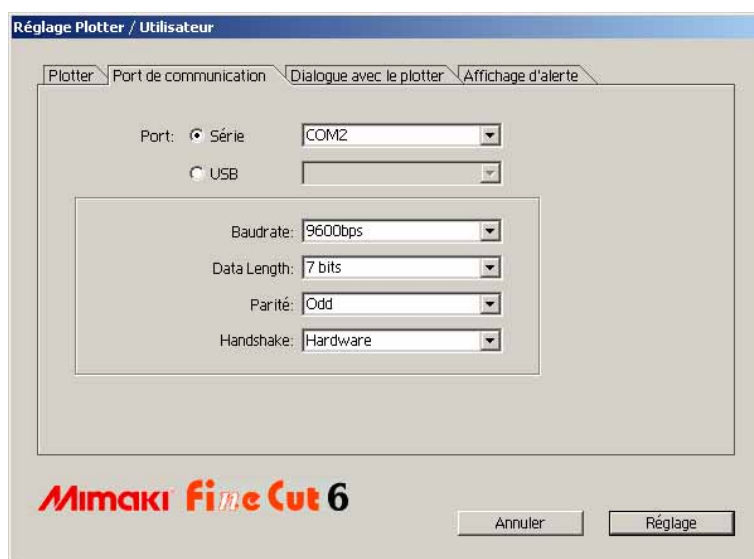 Réglage Plotter / Utilisateur
Plotter Port de communication Dialogue avec le plotter Affichage d'alerte
Port: Série COM2
USB
Baudrate: 9600bps
Data Length: 7 bits
Parité: Odd
Handshake: Hardware
Mimaki Fine Cut 6
Annuler Réglage